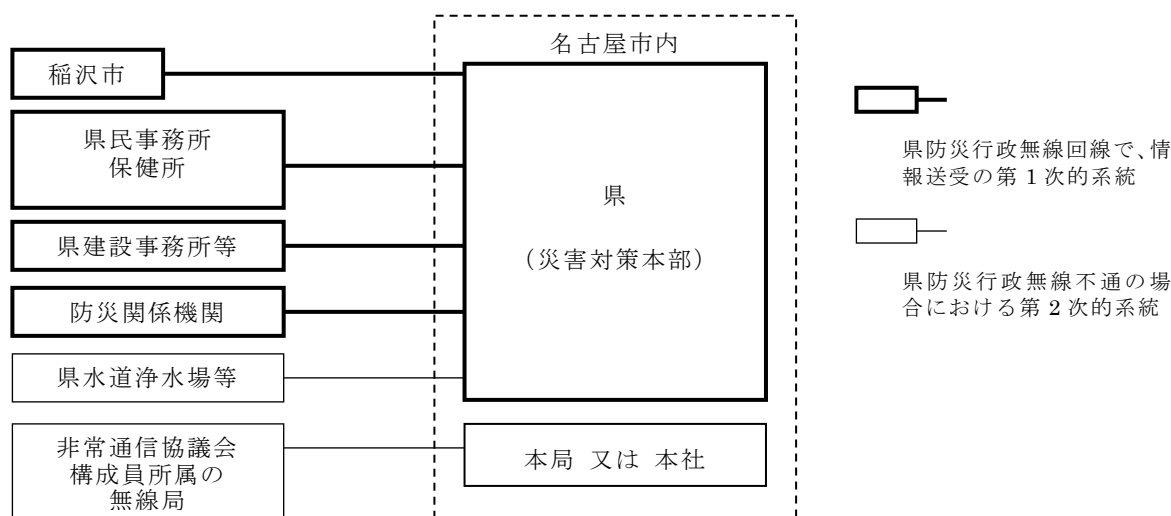 名古屋市内
稲沢市
県民事務所
保健所
県建設事務所等
防災関係機関
県水道浄水場等
非常通信協議会
構成員所属の
無線局
県
（災害対策本部）
本局 又は 本社
県防災行政無線回線で、情
報送受の第1次的系統
県防災行政無線不通の場
合における第2次的系統